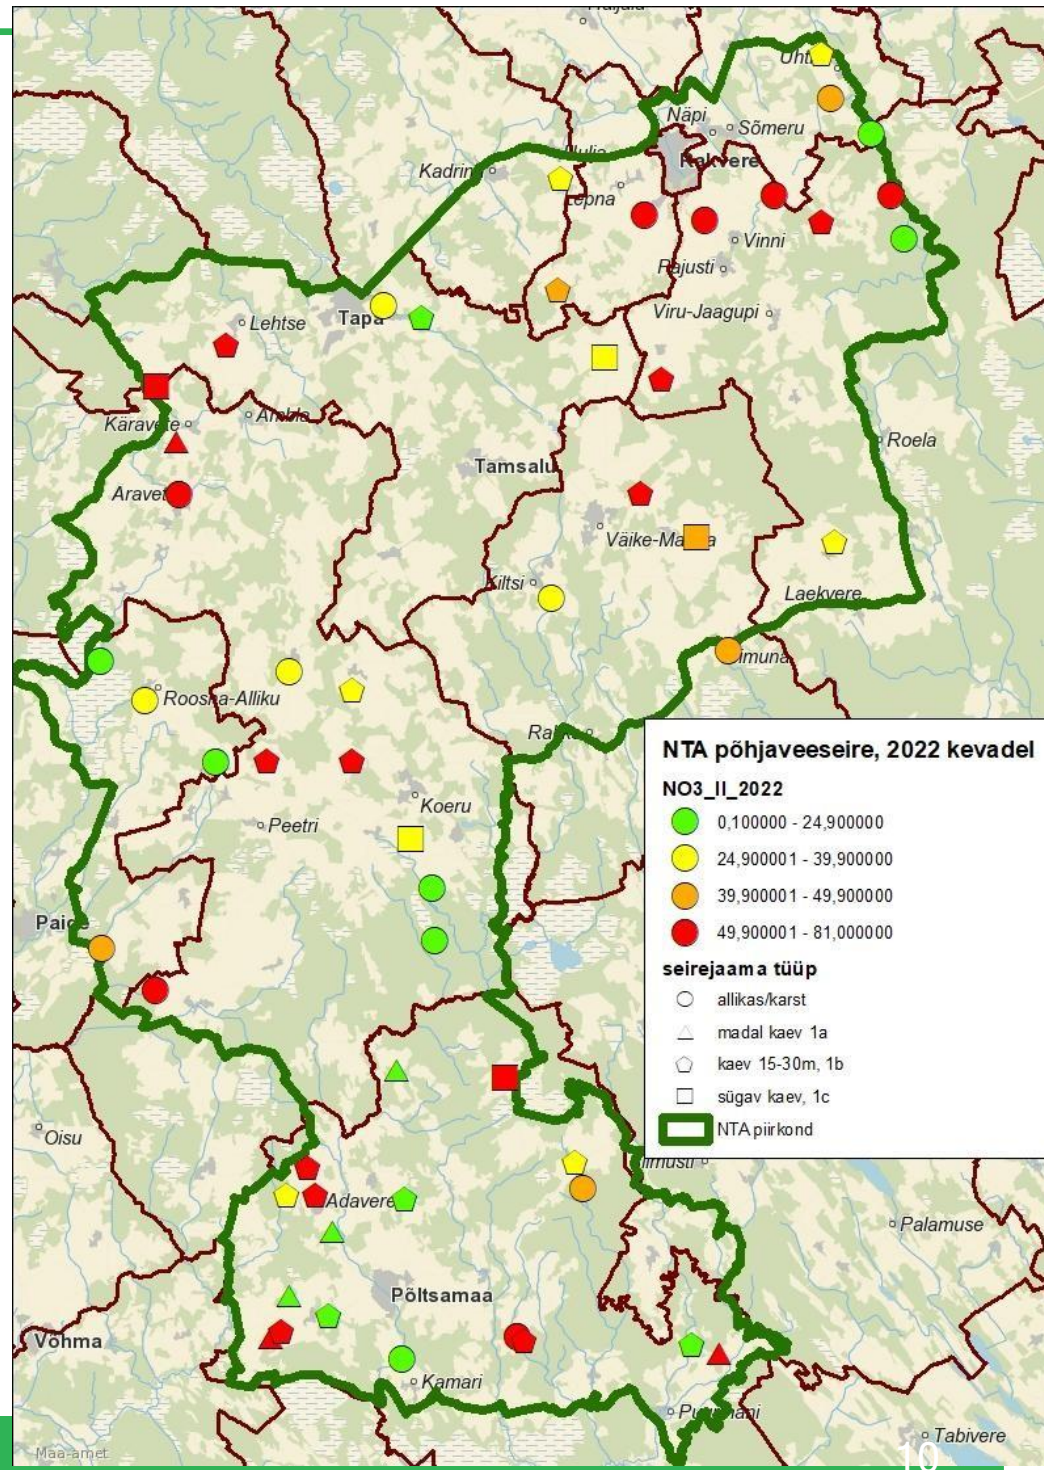 Uht
Näpi
Sõmeru
Hulja
Rakvere
Kadrina
Lepna
Vinni
Pajusti
Viru-Jaagupi
Lehtse
Tapa
Ambla
Käravete
Roela
Tamsalu
Aravete
Väike-Maarja
Kiltsi
Laekvere
Simuna
Roosna-Alliku
Rakke
NTA põhjaveeseire, 2022 kevadel
NO3_II_2022
0,100000 - 24,900000
24,900001 - 39,900000
39,900001 - 49,900000
49,900001 - 81,000000
seirejaama tüüp
allikas/karst
madal kaev 1a
kaev 15-30m, 1b
sügav kaev, 1c
NTA piirkond
Koeru
Peetri
Paide
Oisu
Adavere
Palamuse
Põltsamaa
Võhma
Kamari
Puurmani
Tabivere
Maa-amet
10